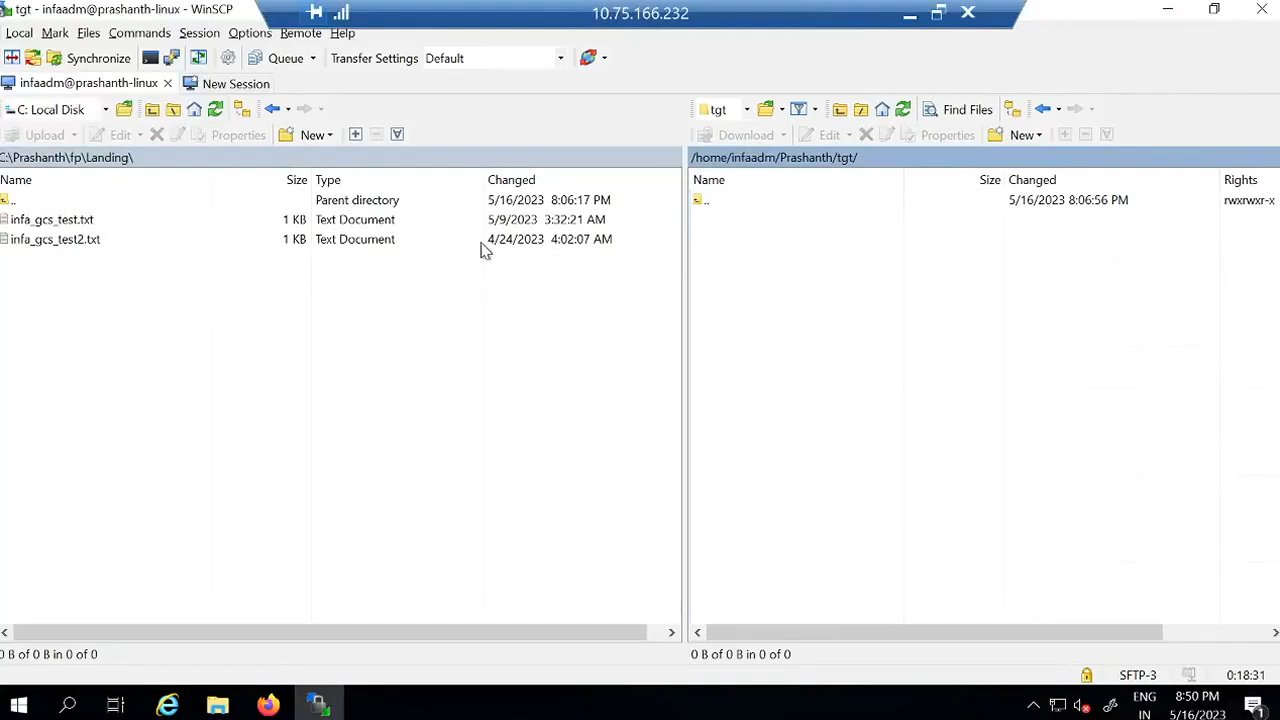 tgt - infaadm@prashanth-linux - WinSCP
10.75.166.232
Local Mark Files Commands Session Options Remote Help
Synchronize Queue Transfer Settings Default
infaadm@prashanth-linux New Session
C: Local Disk
tgt Find Files
Upload Edit Properties New
Download Edit Properties New
C:\Prashanth\fp\Landing\
/home/infaadm/Prashanth/tgt/
Name Size Type Changed
Name Size Changed Rights
.. Parent directory 5/16/2023 8:06:17 PM
.. 5/16/2023 8:06:56 PM rwxrwxr-x
infa_gcs_test.txt 1 KB Text Document 5/9/2023 3:32:21 AM
infa_gcs_test2.txt 1 KB Text Document 4/24/2023 4:02:07 AM
0 B of 0 B in 0 of 0
0 B of 0 B in 0 of 0
SFTP-3 0:18:31
ENG 8:50 PM
IN 5/16/2023 1